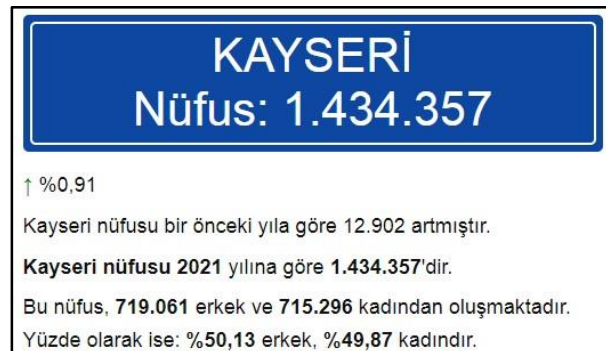 KAYSERİ
Nüfus: 1.434.357
↑ %0,91
Kayseri nüfusu bir önceki yıla göre 12.902 artmıştır.
Kayseri nüfusu 2021 yılına göre 1.434.357'dir.
Bu nüfus, 719.061 erkek ve 715.296 kadından oluşmaktadır.
Yüzde olarak ise: %50,13 erkek, %49,87 kadındır.